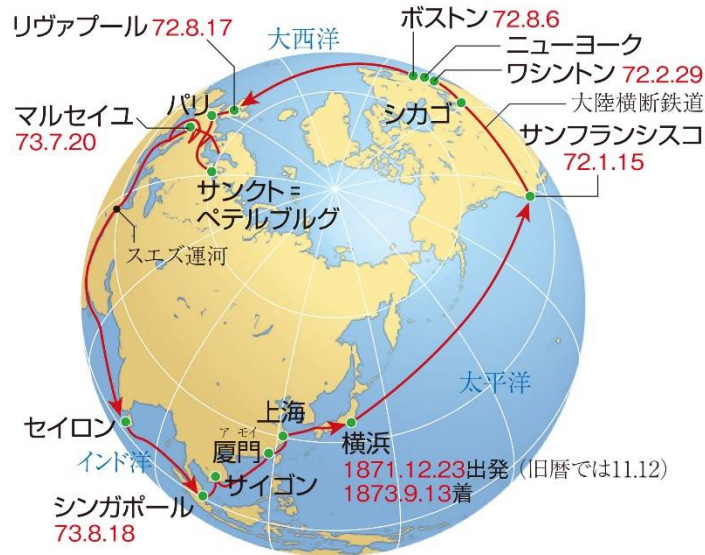 ボストン 72.8.6
リヴァプール 72.8.17
大西洋
ニューヨーク
ワシントン 72.2.29
大陸横断鉄道
パリ
シカゴ
マルセイユ
73.7.20
サンフランシスコ
72.1.15
サンクト=
ペテルブルグ
スエズ運河
太平洋
セイロン
上海
アモイ
厦門
横浜
インド洋
サイゴン
1871.12.23出発(旧暦では11.12)
1873.9.13着
シンガポール
73.8.18